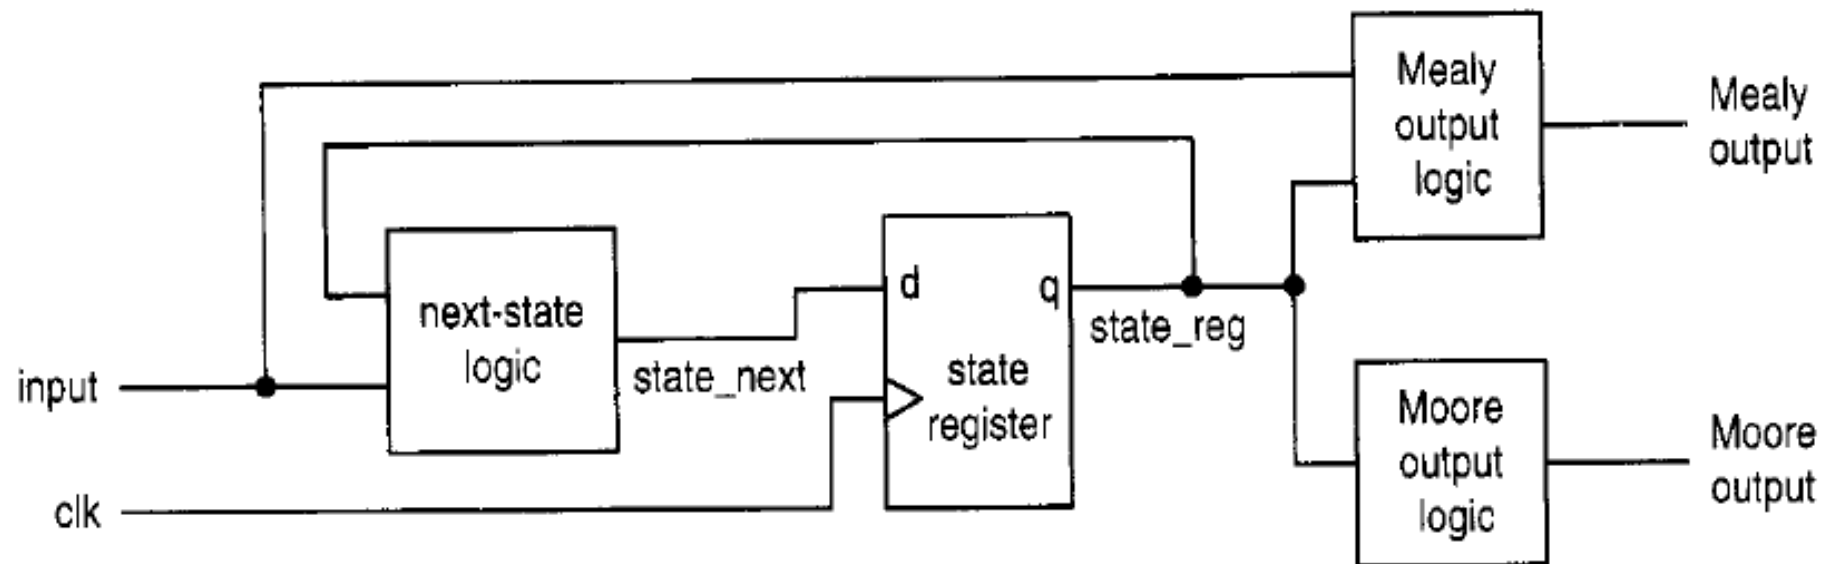 Mealy
output
logic
Mealy
output
next-state
logic
state_next
d
q
state
register
state_reg
input
clk
Moore
output
logic
Moore
output